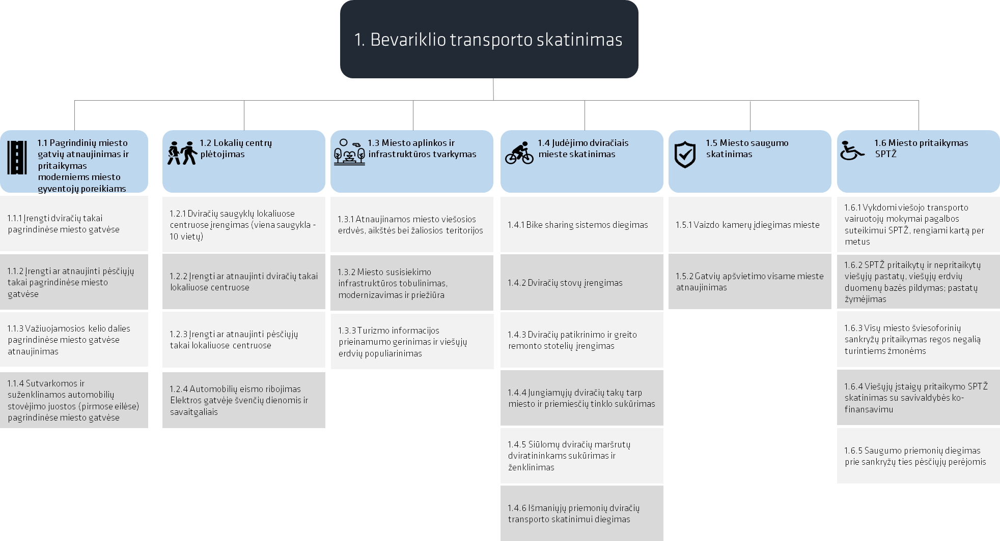 1. Bevariklio transporto skatinimas
1.1 Pagrindinių miesto
gatvių atnaujinimas ir
pritaikymas
moderniems miesto
gyventojų poreikiams
1.1.1 Įrengti dviračių takai
pagrindinėse miesto gatvėse
1.1.2 Įrengti ar atnaujinti pėsčiųjų
takai pagrindinėse miesto
gatvėse
1.1.3 Važiuojamosios kelio dalies
pagrindinėse miesto gatvėse
atnaujinimas
1.1.4 Sutvarkomos ir
suženklinamos automobilių
stovėjimo juostos (pirmose eilėse)
pagrindinėse miesto gatvėse
1.2 Lokalių centrų
plėtojimas
1.2.1 Dviračių saugyklų lokaliuose
centruose įrengimas (viena saugykla -
10 vietų)
1.2.2 Įrengti ar atnaujinti dviračių takai
lokaliuose centruose
1.2.3 Įrengti ar atnaujinti pėsčiųjų
takai lokaliuose centruose
1.2.4 Automobilių eismo ribojimas
Elektros gatvėje švenčių dienomis ir
savaitgaliais
1.3 Miesto aplinkos ir
infrastruktūros tvarkymas
1.3.1 Atnaujinamos miesto viešosios
erdvės, aikštės bei žaliosios teritorijos
1.3.2 Miesto susisiekimo
infrastruktūros tobulinimas,
modernizavimas ir priežiūra
1.3.3 Turizmo informacijos
prieinamumo gerinimas ir viešųjų
erdvių populiarinimas
1.4 Judėjimo dviračiais
mieste skatinimas
1.4.1 Bike sharing sistemos diegimas
1.4.2 Dviračių stovų įrengimas
1.4.3 Dviračių patikrinimo ir greito
remonto stotelių įrengimas
1.4.4 Jungiamųjų dviračių takų tarp
miesto ir priemiesčių tinklo sukūrimas
1.4.5 Siūlomų dviračių maršrutų
dviratininkams sukūrimas ir
ženklinimas
1.4.6 Išmaniųjų priemonių dviračių
transporto skatinimui diegimas
1.5 Miesto saugumo
skatinimas
1.5.1 Vaizdo kamerų įdiegimas mieste
1.5.2 Gatvių apšvietimo visame mieste
atnaujinimas
1.6 Miesto pritaikymas
SPTŽ
1.6.1 Vykdomi viešojo transporto
vairuotojų mokymai pagalbos
suteikimui SPTŽ, rengiami kartą per
metus
1.6.2 SPTŽ pritaikytų ir nepritaikytų
viešųjų pastatų, viešųjų erdvių
duomenų bazės pildymas; pastatų
žymėjimas
1.6.3 Visų miesto šviesoforinių
sankryžų pritaikymas regos negalią
turintiems žmonėms
1.6.4 Viešųjų įstaigų pritaikymo SPTŽ
skatinimas su savivaldybės ko-
finansavimu
1.6.5 Saugumo priemonių diegimas
prie sankryžų ties pėsčiųjų perėjomis